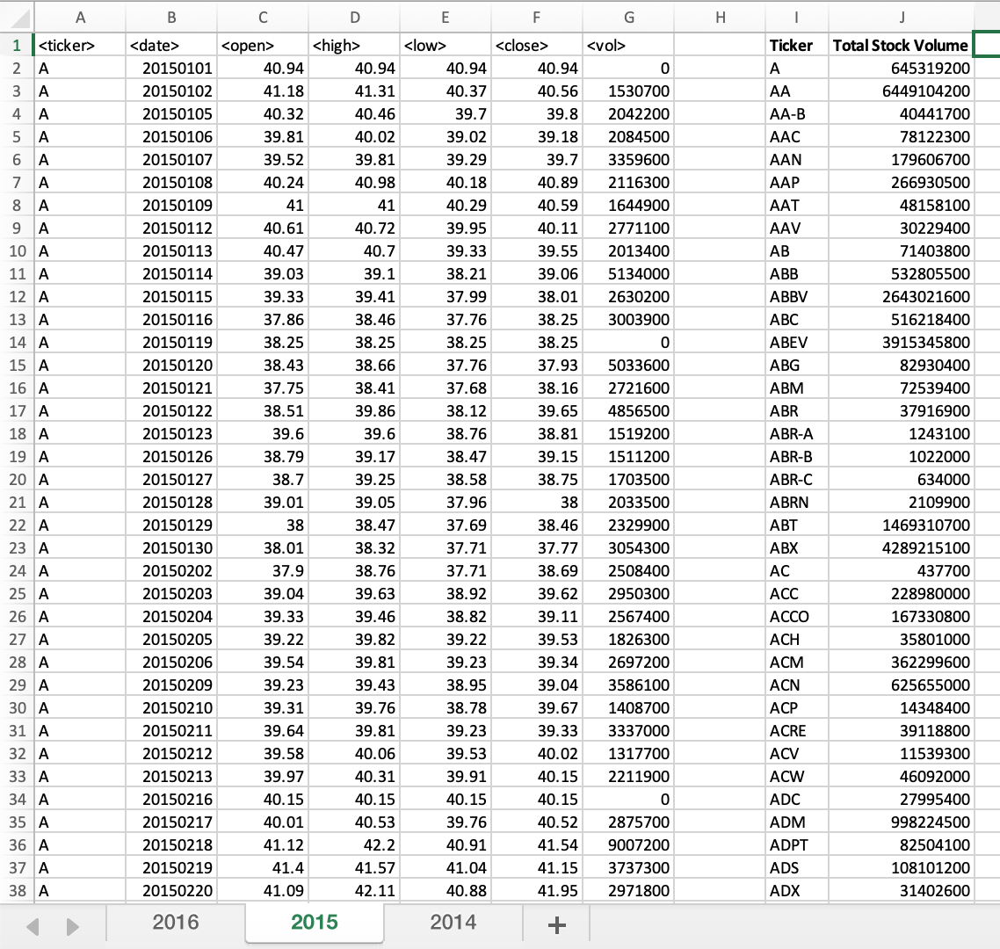 A B C D E F G H I J
1 <ticker> <date> <open> <high> <low> <close> <vol> Ticker Total Stock Volume
2 A 20150101 40.94 40.94 40.94 40.94 0 A 645319200
3 A 20150102 41.18 41.31 40.37 40.56 1530700 AA 6449104200
4 A 20150105 40.32 40.46 39.7 39.8 2042200 AA-B 40441700
5 A 20150106 39.81 40.02 39.02 39.18 2084500 AAC 78122300
6 A 20150107 39.52 39.81 39.29 39.7 3359600 AAN 179606700
7 A 20150108 40.24 40.98 40.18 40.89 2116300 AAP 266930500
8 A 20150109 41 41 40.29 40.59 1644900 AAT 48158100
9 A 20150112 40.61 40.72 39.95 40.11 2771100 AAV 30229400
10 A 20150113 40.47 40.7 39.33 39.55 2013400 AB 71403800
11 A 20150114 39.03 39.1 38.21 39.06 5134000 ABB 532805500
12 A 20150115 39.33 39.41 37.99 38.01 2630200 ABBV 2643021600
13 A 20150116 37.86 38.46 37.76 38.25 3003900 ABC 516218400
14 A 20150119 38.25 38.25 38.25 38.25 0 ABEV 3915345800
15 A 20150120 38.43 38.66 37.76 37.93 5033600 ABG 82930400
16 A 20150121 37.75 38.41 37.68 38.16 2721600 ABM 72539400
17 A 20150122 38.51 39.86 38.12 39.65 4856500 ABR 37916900
18 A 20150123 39.6 39.6 38.76 38.81 1519200 ABR-A 1243100
19 A 20150126 38.79 39.17 38.47 39.15 1511200 ABR-B 1022000
20 A 20150127 38.7 39.25 38.58 38.75 1703500 ABR-C 634000
21 A 20150128 39.01 39.05 37.96 38 2033500 ABRN 2109900
22 A 20150129 38 38.47 37.69 38.46 2329900 ABT 1469310700
23 A 20150130 38.01 38.32 37.71 37.77 3054300 ABX 4289215100
24 A 20150202 37.9 38.76 37.71 38.69 2508400 AC 437700
25 A 20150203 39.04 39.63 38.92 39.62 2950300 ACC 228980000
26 A 20150204 39.33 39.46 38.82 39.11 2567400 ACCO 167330800
27 A 20150205 39.22 39.82 39.22 39.53 1826300 ACH 35801000
28 A 20150206 39.54 39.81 39.23 39.34 2697200 ACM 362299600
29 A 20150209 39.23 39.43 38.95 39.04 3586100 ACN 625655000
30 A 20150210 39.31 39.76 38.78 39.67 1408700 ACP 14348400
31 A 20150211 39.64 39.81 39.23 39.33 3337000 ACRE 39118800
32 A 20150212 39.58 40.06 39.53 40.02 1317700 ACV 11539300
33 A 20150213 39.97 40.31 39.91 40.15 2211900 ACW 46092000
34 A 20150216 40.15 40.15 40.15 40.15 0 ADC 27995400
35 A 20150217 40.01 40.53 39.76 40.52 2875700 ADM 998224500
36 A 20150218 41.12 42.2 40.91 41.54 9007200 ADPT 82504100
37 A 20150219 41.4 41.57 41.04 41.15 3737300 ADS 108101200
38 A 20150220 41.09 42.11 40.88 41.95 2971800 ADX 31402600
2016 2015 2014 +